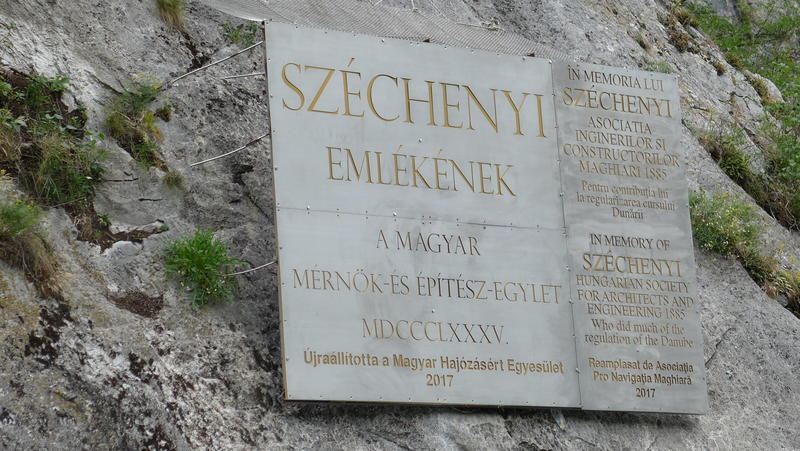 SZÉCHENYI
EMLÉKÉNEK
A MAGYAR
MÉRNÖK-ÉS ÉPÍTÉSZ-EGYLET
MDCCCLXXXV.
Újraállította a Magyar Hajózásért Egyesület
2017
IN MEMORIA LUI
SZÉCHENYI
ASOCIATIA
INGINERILOR SI
CONSTRUCTORILOR
MAGHIARI 1885
Pentru contribuția lui
la regularizarea cursului
Dunării
IN MEMORY OF
SZÉCHENYI
HUNGARIAN SOCIETY
FOR ARCHITECTS AND
ENGINEERING 1885
Who did much of the
regulation of the Danube
Reamplasat de Asociația
Pro Navigația Maghiară
2017